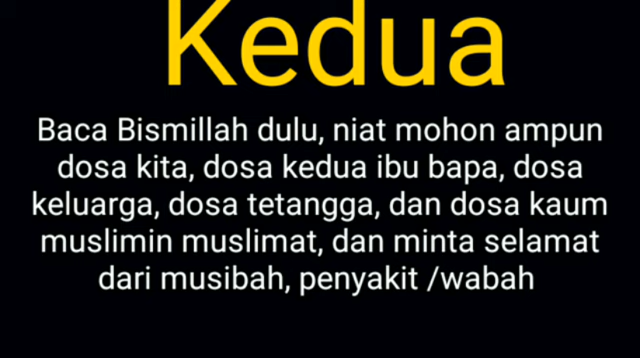 Kedua
Baca Bismillah dulu, niat mohon ampun
dosa kita, dosa kedua ibu bapa, dosa
keluarga, dosa tetangga, dan dosa kaum
muslimin muslimat, dan minta selamat
dari musibah, penyakit /wabah